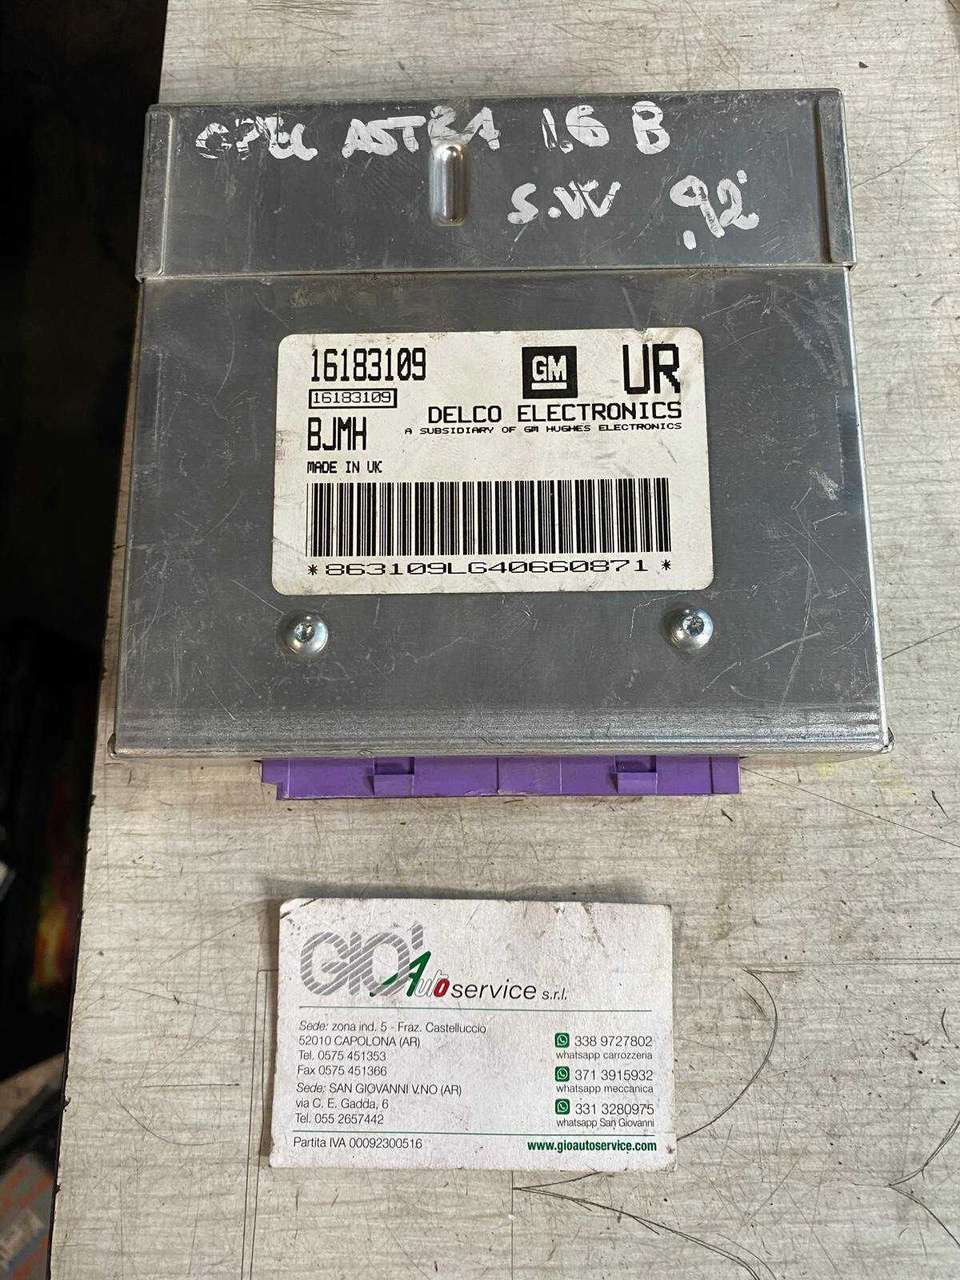 OPEL ASTRA 1.6 B
S.W 92'
16183109
16183109
BJMH
MADE IN UK
GM
UR
DELCO ELECTRONICS
A SUBSIDIARY OF GM HUGHES ELECTRONICS
*863109LG40660871*
GIO' Autoservice s.r.l.
Sede: zona ind. 5 - Fraz. Castelluccio
52010 CAPOLONA (AR)
Tel. 0575 451353
Fax 0575 451366
Sede: SAN GIOVANNI V.NO (AR)
via C. E. Gadda, 6
Tel. 055 2657442
338 9727802
whatsapp carrozzeria
371 3915932
whatsapp meccanica
331 3280975
whatsapp San Giovanni
Partita IVA 00092300516
www.gioautoservice.com